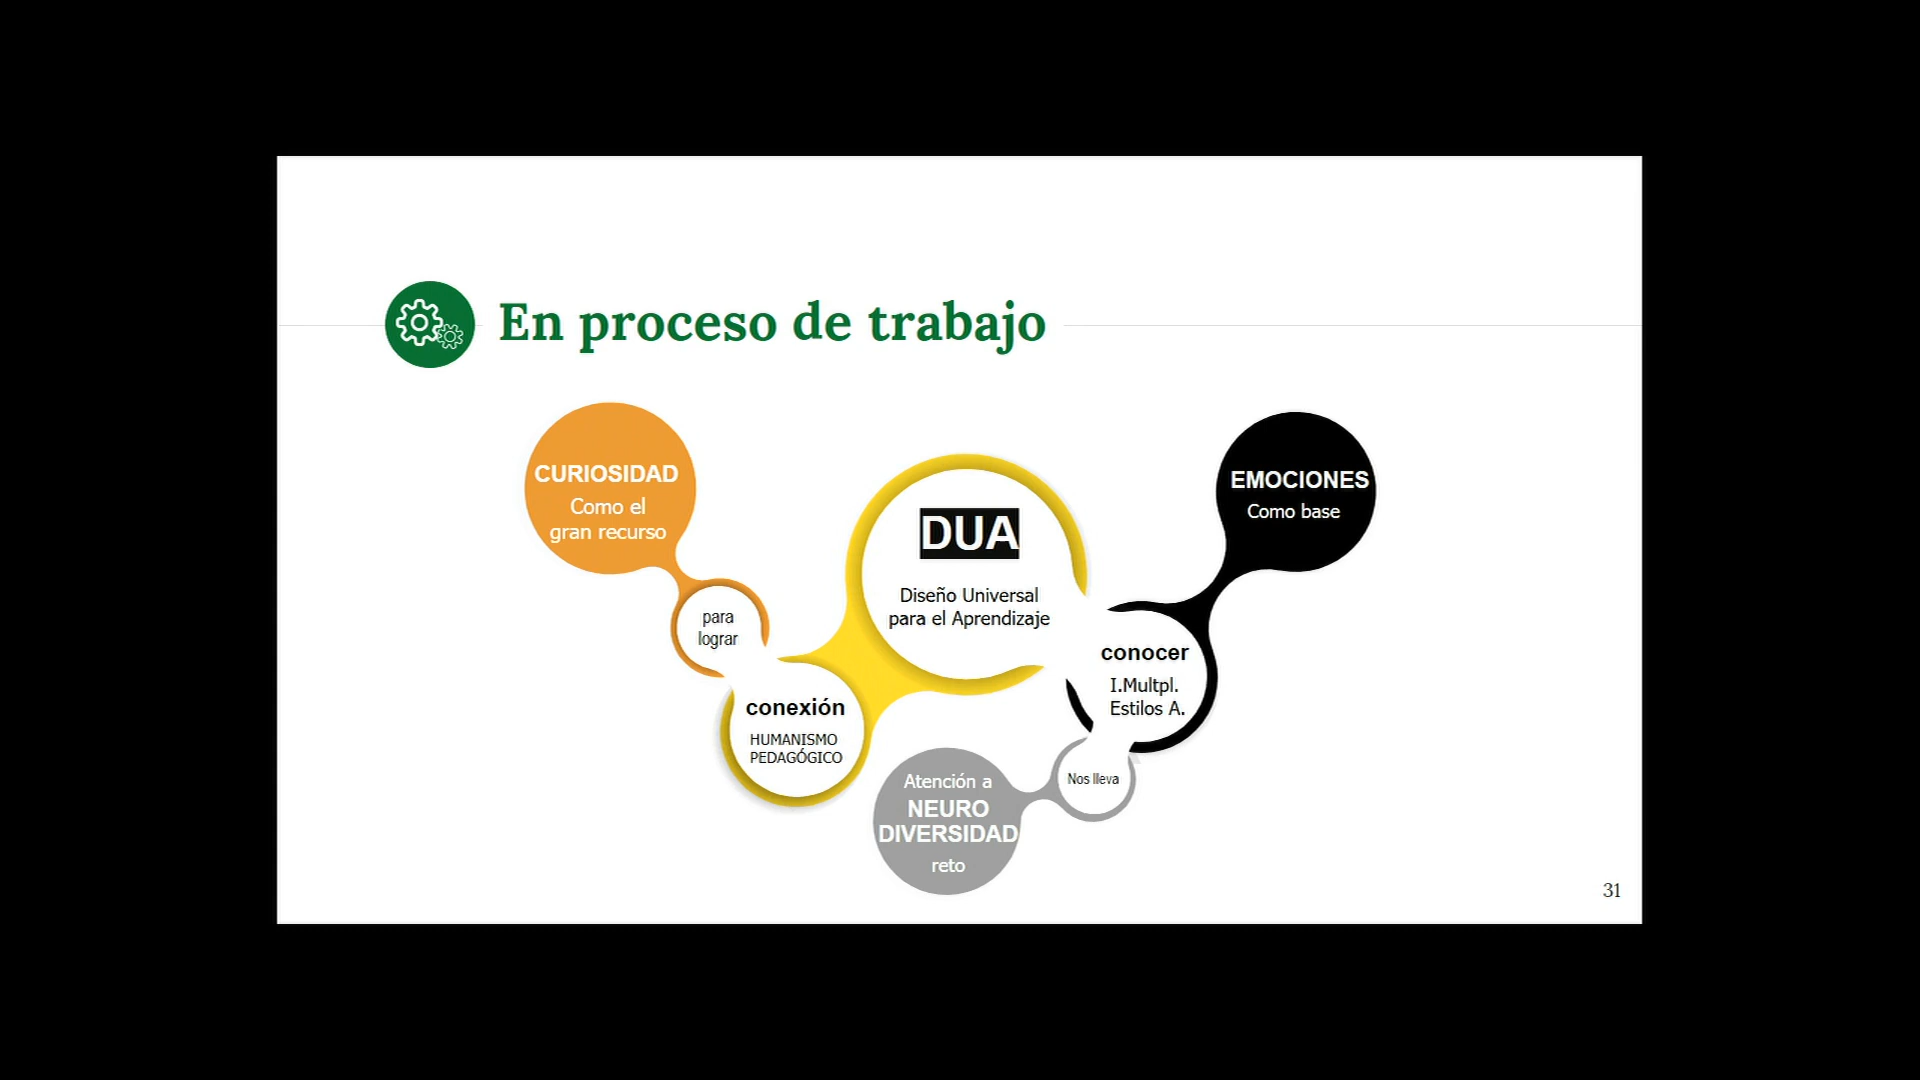 En proceso de trabajo
CURIOSIDAD
Como el
gran recurso
para
lograr
conexión
HUMANISMO
PEDAGÓGICO
DUA
Diseño Universal
para el Aprendizaje
EMOCIONES
Como base
conocer
I.Multpl.
Estilos A.
Nos lleva
Atención a
NEURO
DIVERSIDAD
reto
31